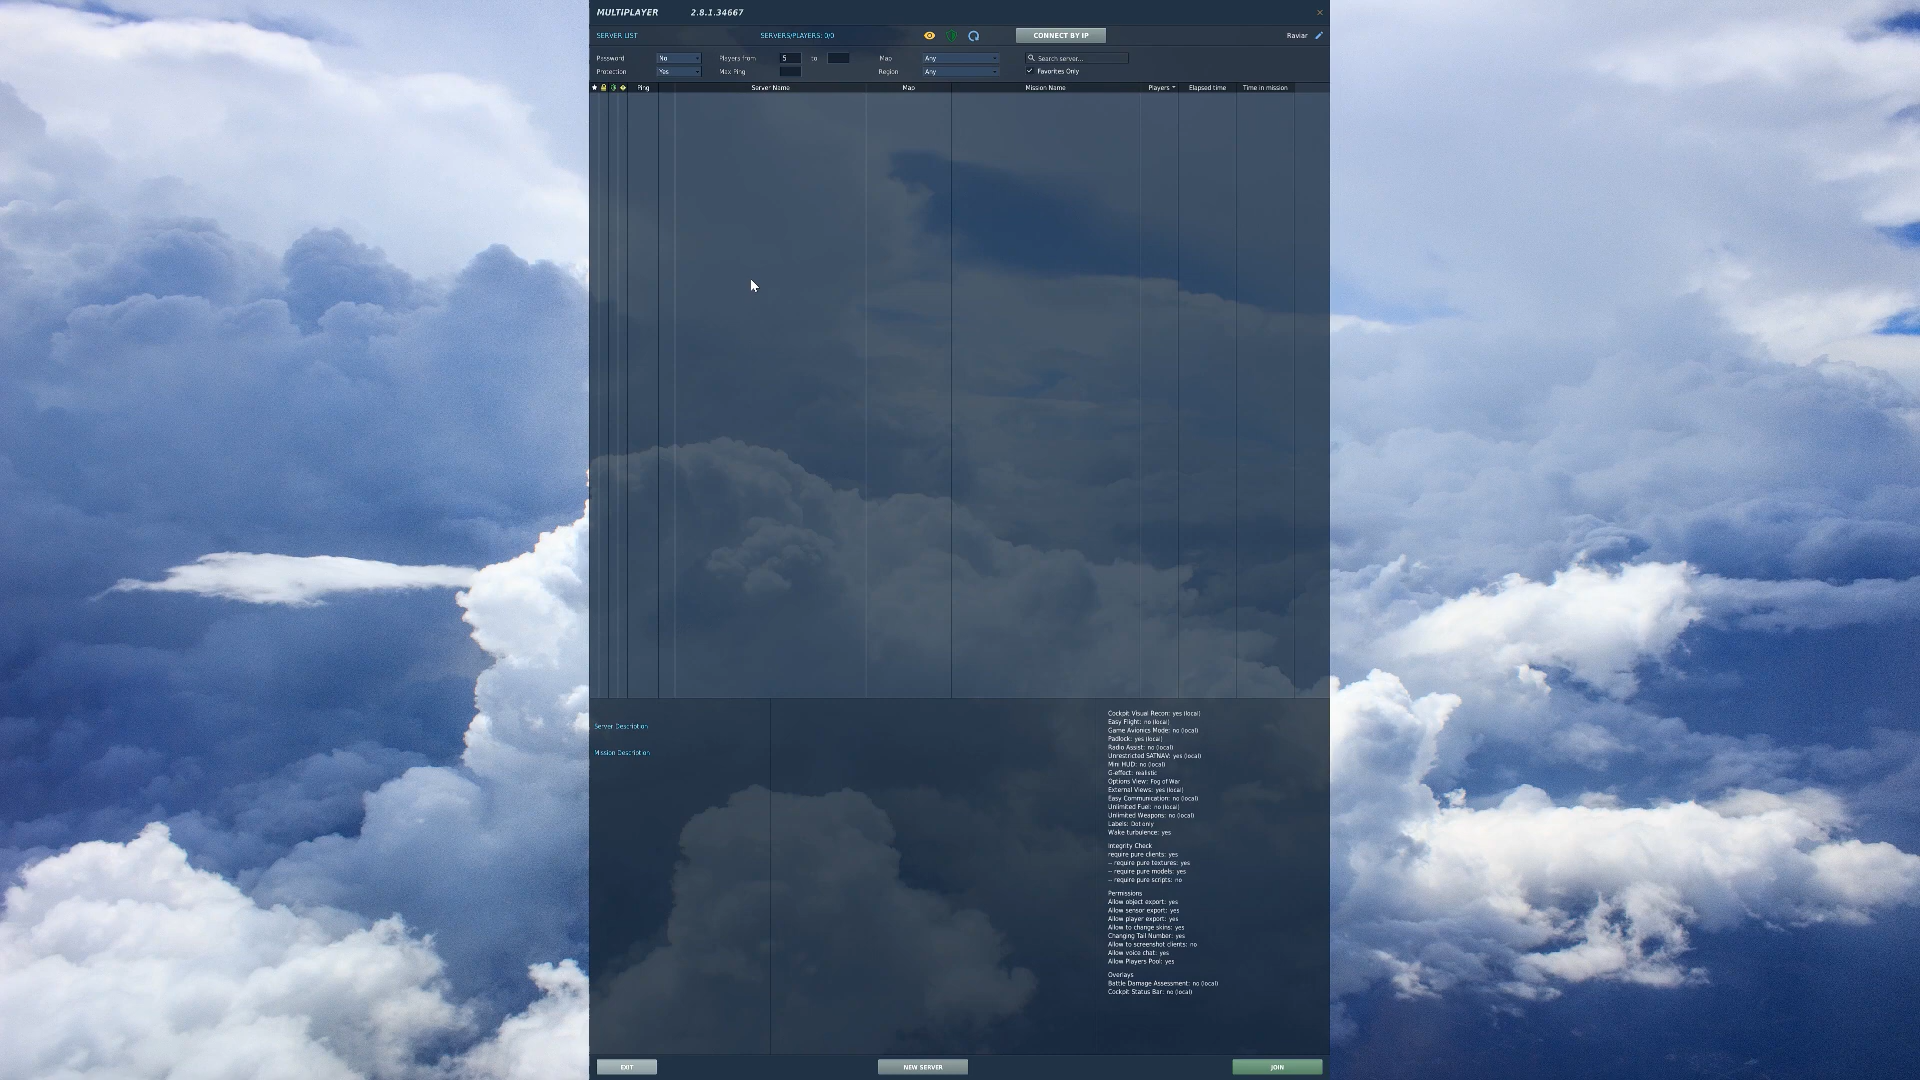 MULTIPLAYER 2.8.1.34667
SERVER LIST SERVERS/PLAYERS: 0/0 CONNECT BY IP Raviar
Password No Players from 5 to Map Any Search server...
Protection Yes Max Ping Region Any Favorites Only
Ping Server Name Map Mission Name Players Elapsed time Time in mission
Server Description
Mission Description
Cockpit Visual Recon: yes (local)
Easy Flight: no (local)
Game Avionics Mode: no (local)
Padlock: yes (local)
Radio Assist: no (local)
Unrestricted SATNAV: yes (local)
Mini HUD: no (local)
G-effect: realistic
Options View: Fog of War
External Views: yes (local)
Easy Communication: no (local)
Unlimited Fuel: no (local)
Unlimited Weapons: no (local)
Labels: Dot only
Wake turbulence: yes
Integrity Check
require pure clients: yes
-- require pure textures: yes
-- require pure models: yes
-- require pure scripts: no
Permissions
Allow object export: yes
Allow sensor export: yes
Allow player export: yes
Allow to change skins: yes
Changing Tail Number: yes
Allow to screenshot clients: no
Allow voice chat: yes
Allow Players Pool: yes
Overlays
Battle Damage Assessment: no (local)
Cockpit Status Bar: no (local)
EXIT NEW SERVER JOIN